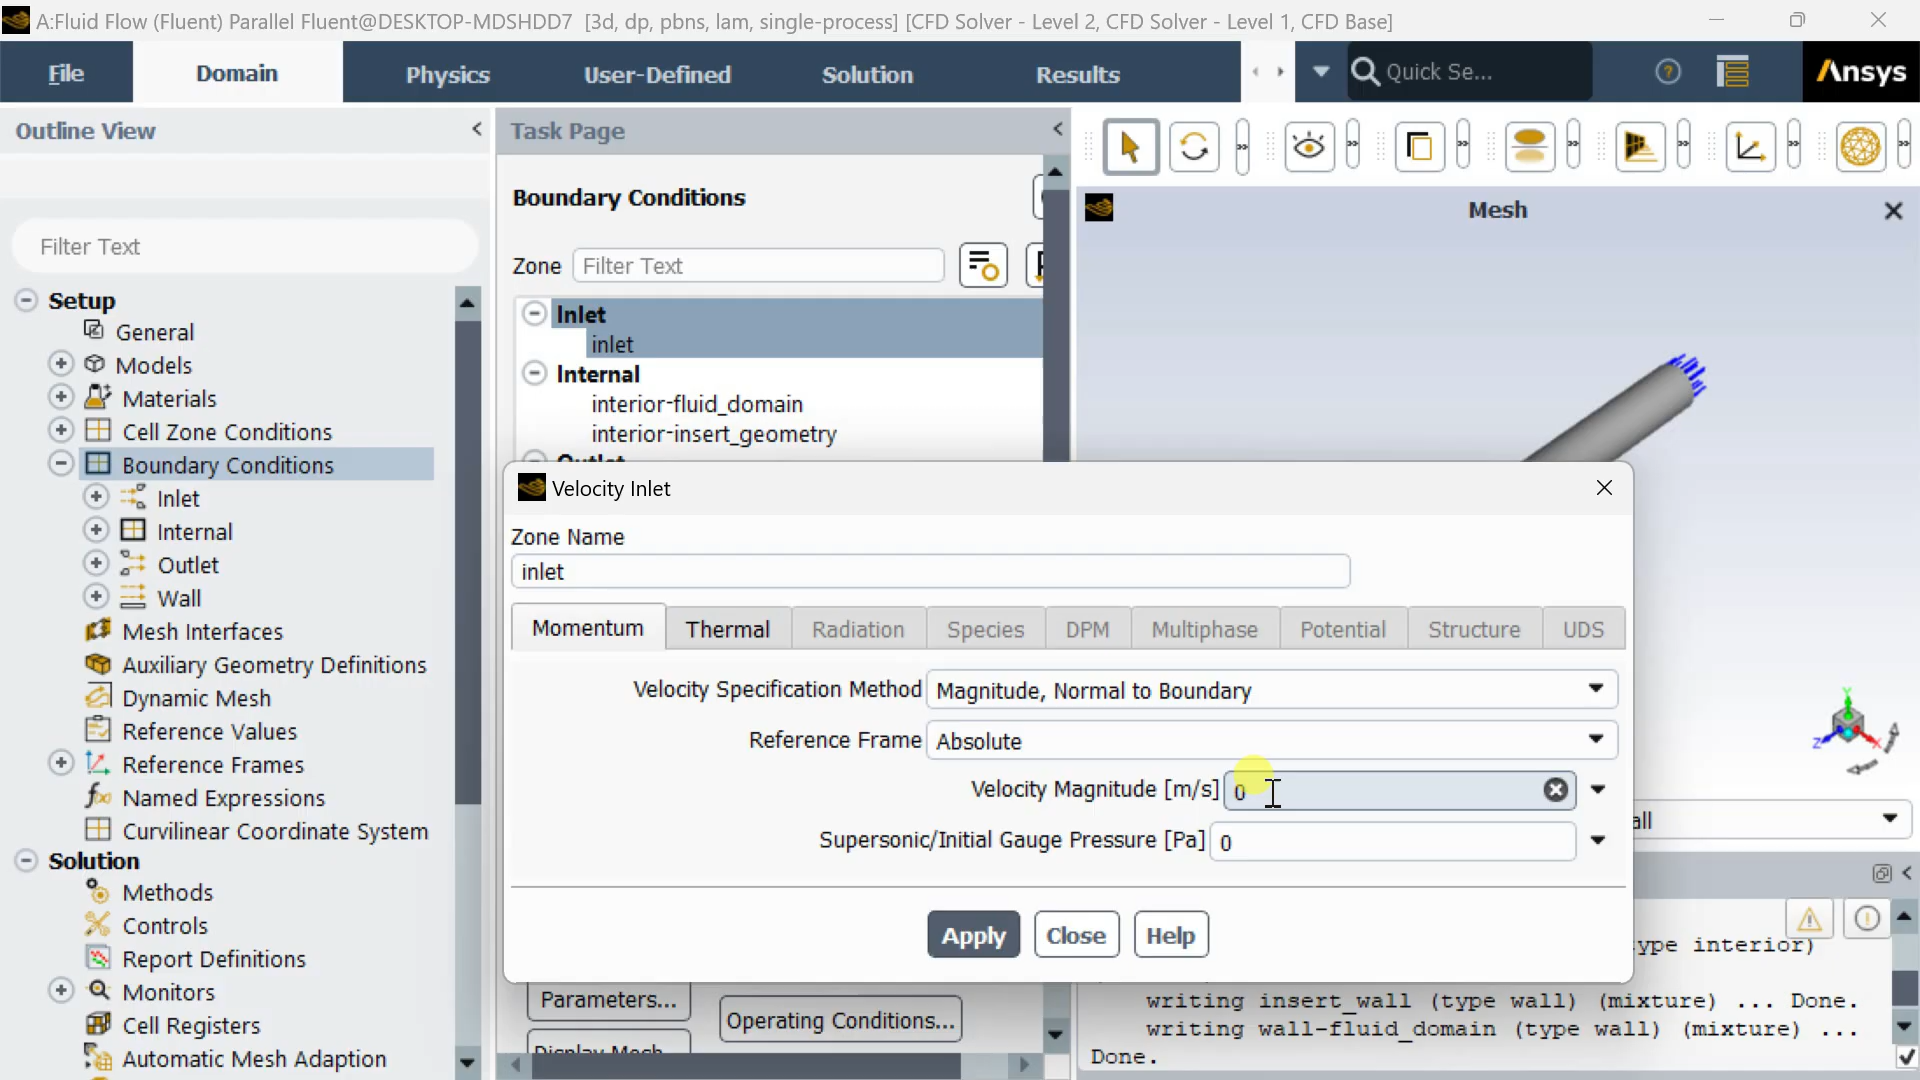 A:Fluid Flow (Fluent) Parallel Fluent@DESKTOP-MDSHDD7 [3d, dp, pbns, lam, single-process] [CFD Solver - Level 2, CFD Solver - Level 1, CFD Base]
File
Domain
Physics
User-Defined
Solution
Results
Quick Se...
Ansys
Outline View
Filter Text
Setup
General
Models
Materials
Cell Zone Conditions
Boundary Conditions
Inlet
Internal
Outlet
Wall
Mesh Interfaces
Auxiliary Geometry Definitions
Dynamic Mesh
Reference Values
Reference Frames
Named Expressions
Curvilinear Coordinate System
Solution
Methods
Controls
Report Definitions
Monitors
Cell Registers
Automatic Mesh Adaption
Task Page
Boundary Conditions
Zone
Filter Text
Inlet
inlet
Internal
interior-fluid_domain
interior-insert_geometry
Outlet
Velocity Inlet
Zone Name
inlet
Momentum
Thermal
Radiation
Species
DPM
Multiphase
Potential
Structure
UDS
Velocity Specification Method
Magnitude, Normal to Boundary
Reference Frame
Absolute
Velocity Magnitude [m/s]
0
Supersonic/Initial Gauge Pressure [Pa]
0
Apply
Close
Help
Parameters...
Operating Conditions...
Display Mesh
Mesh
Y
Z
X
all
ype interior)
writing insert_wall (type wall) (mixture) ... Done.
writing wall-fluid_domain (type wall) (mixture) ...
Done.